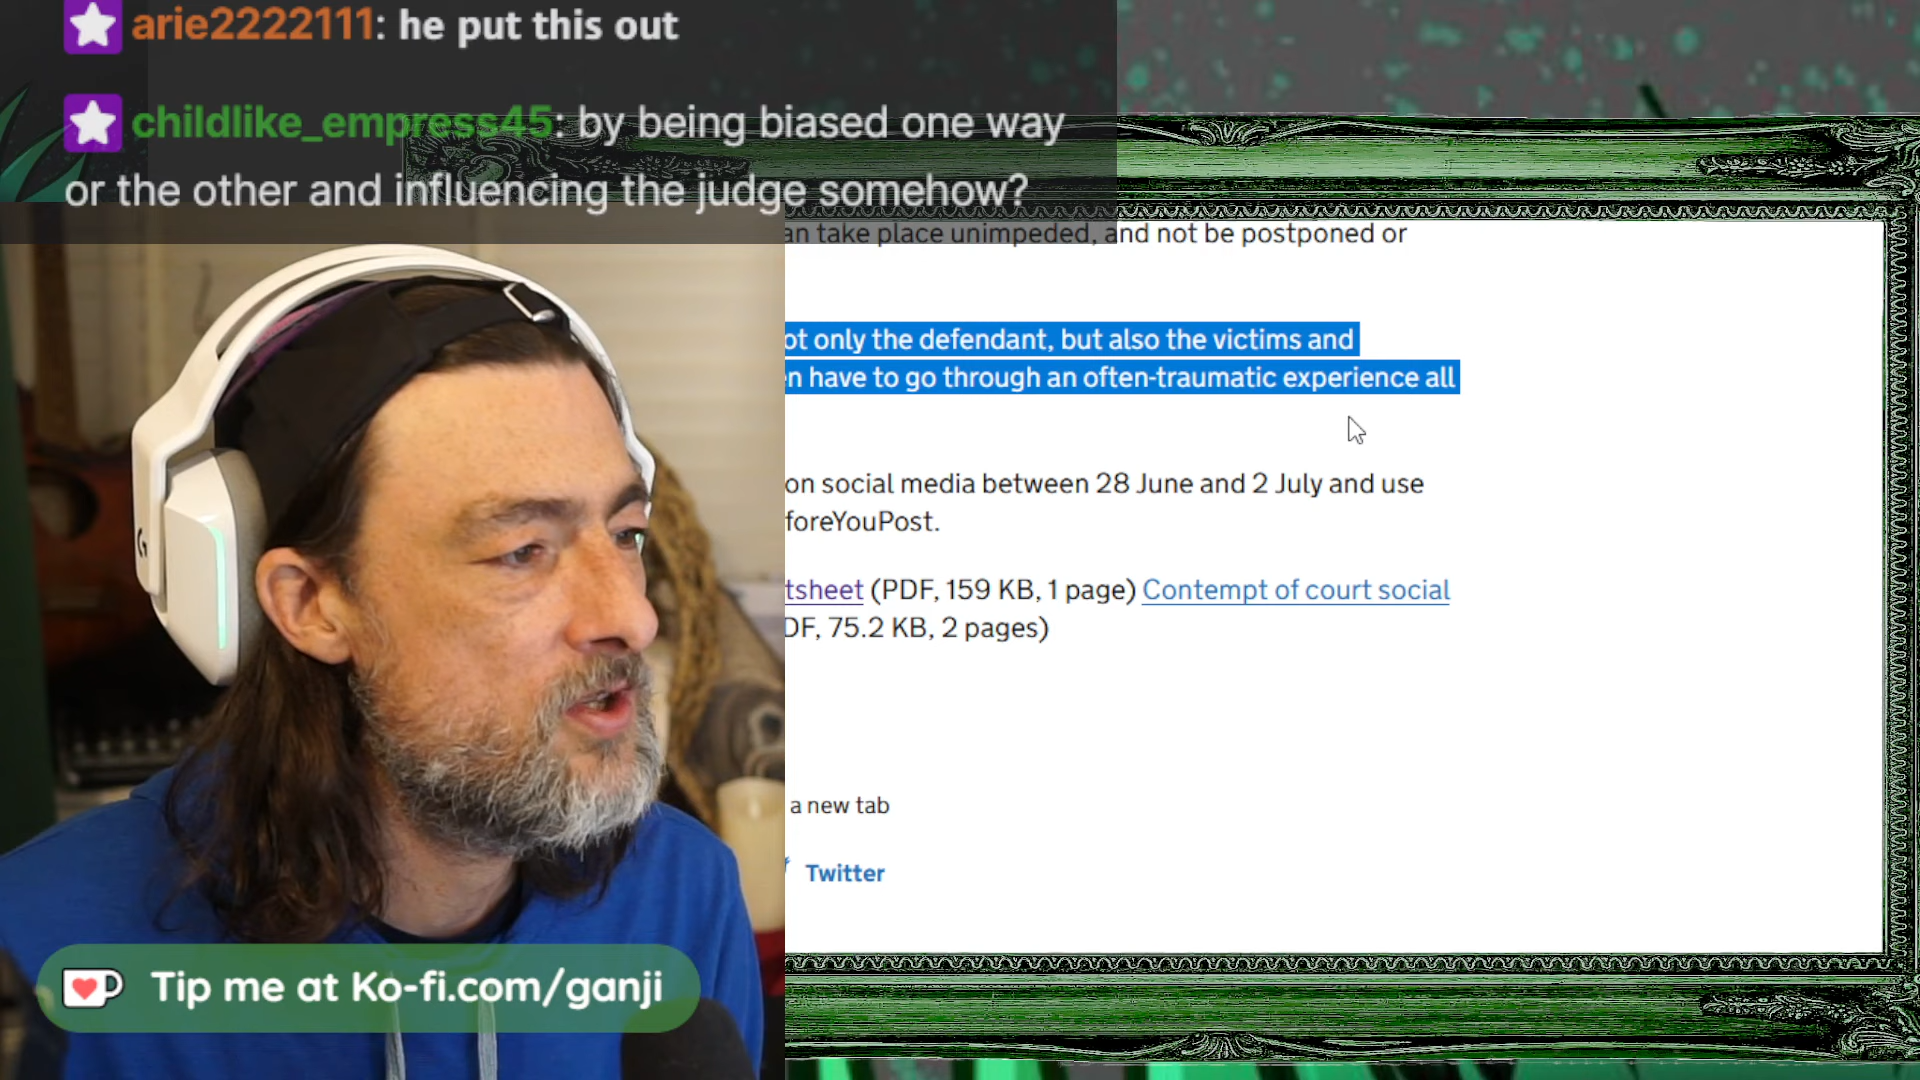 arie2222111: he put this out
childlike_empress45: by being biased one way
or the other and influencing the judge somehow?
an take place unimpeded, and not be postponed or
ot only the defendant, but also the victims and
n have to go through an often-traumatic experience all
on social media between 28 June and 2 July and use
foreYouPost.
tsheet (PDF, 159 KB, 1 page) Contempt of court social
DF, 75.2 KB, 2 pages)
a new tab
Twitter
G
Tip me at Ko-fi.com/ganji